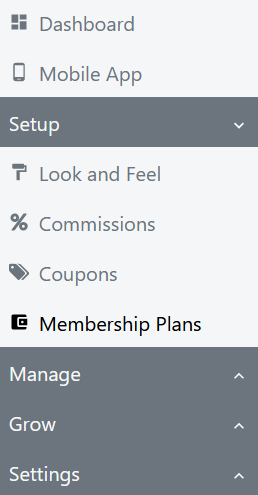 Dashboard
Mobile App
Setup
Look and Feel
Commissions
Coupons
Membership Plans
Manage
Grow
Settings